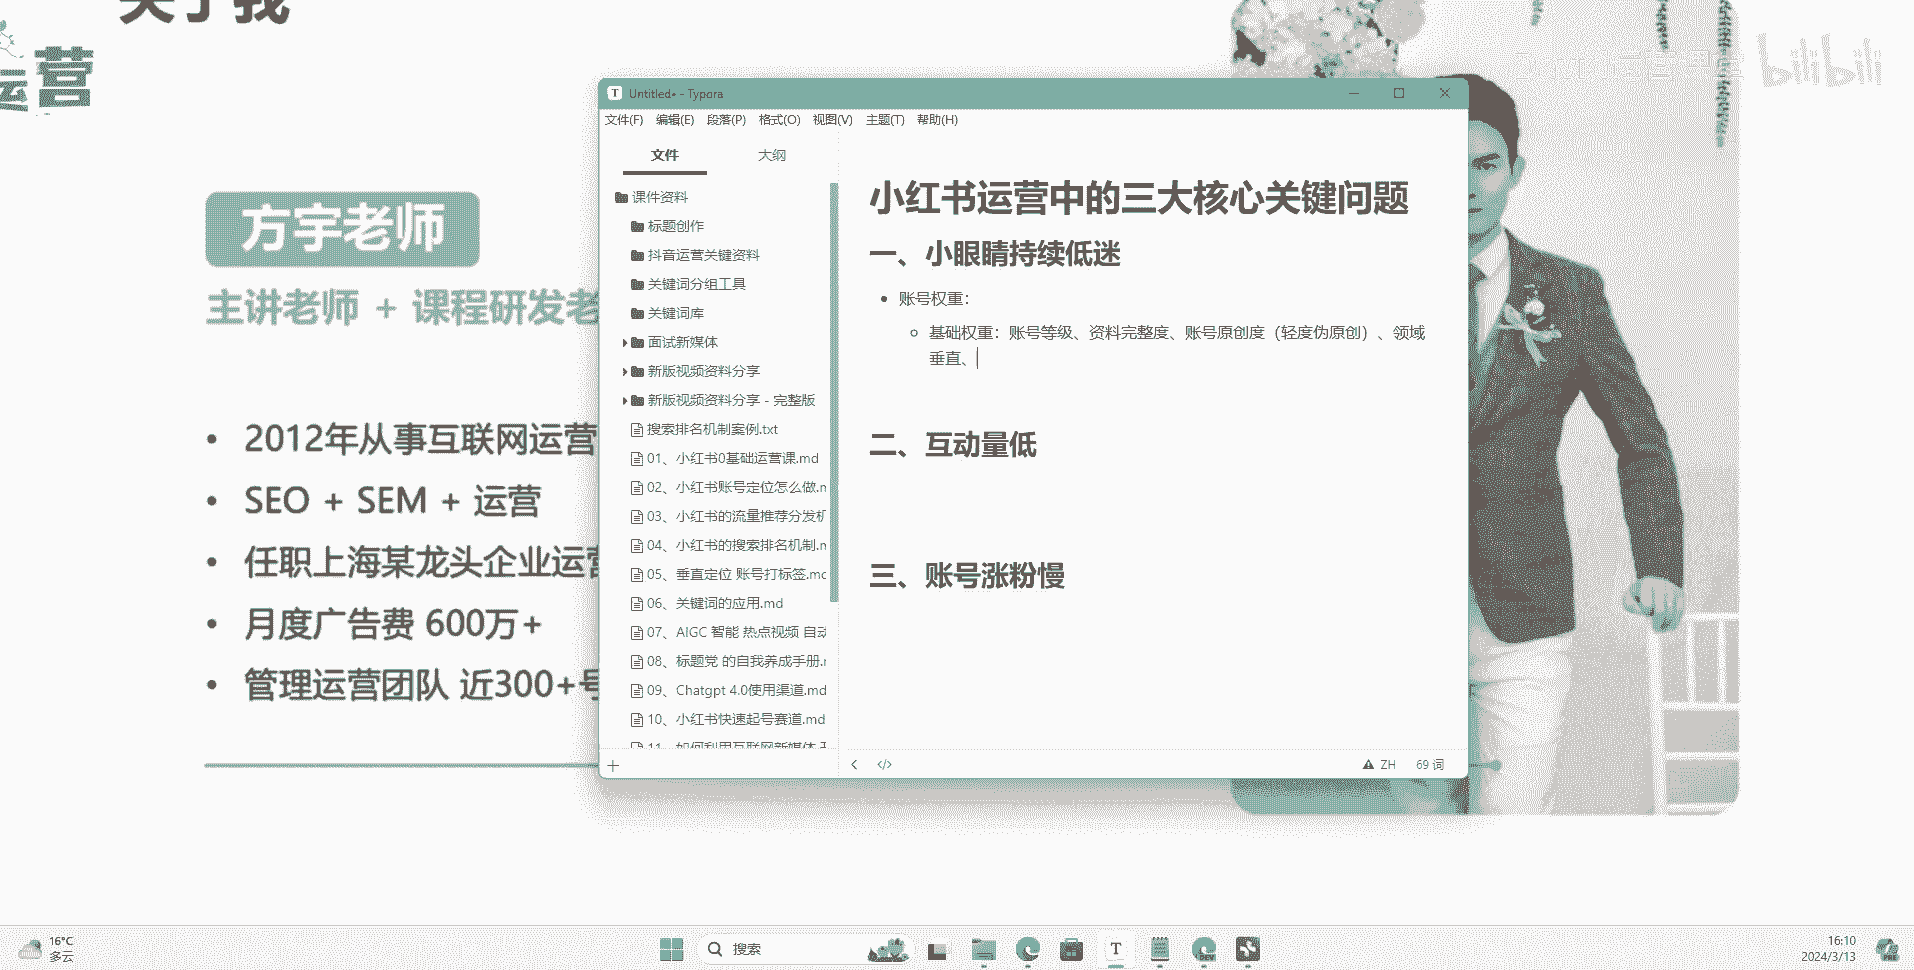 关于我
运营
方宇老师
主讲老师 + 课程研发老
2012年从事互联网运营
SEO + SEM + 运营
任职上海某龙头企业运营
月度广告费 600万+
管理运营团队 近300+号
bilibili
Untitled• - Typora
文件(F) 编辑(E) 段落(P) 格式(O) 视图(V) 主题(T) 帮助(H)
文件 大纲
课件资料
标题创作
抖音运营关键资料
关键词分组工具
关键词库
面试新媒体
新版视频资料分享
新版视频资料分享 - 完整版
搜索排名机制案例.txt
01、小红书0基础运营课.md
02、小红书账号定位怎么做.m
03、小红书的流量推荐分发机
04、小红书的搜索排名机制.m
05、垂直定位 账号打标签.md
06、关键词的应用.md
07、AIGC 智能 热点视频 自动
08、标题党 的自我养成手册.m
09、Chatgpt 4.0使用渠道.md
10、小红书快速起号赛道.md
11、如何利用互联网新媒体
小红书运营中的三大核心关键问题
一、小眼睛持续低迷
账号权重：
基础权重：账号等级、资料完整度、账号原创度（轻度伪原创）、领域
垂直、
二、互动量低
三、账号涨粉慢
ZH 69 词
16°C
多云
搜索
T
DEV
16:10
2024/3/13
PRE